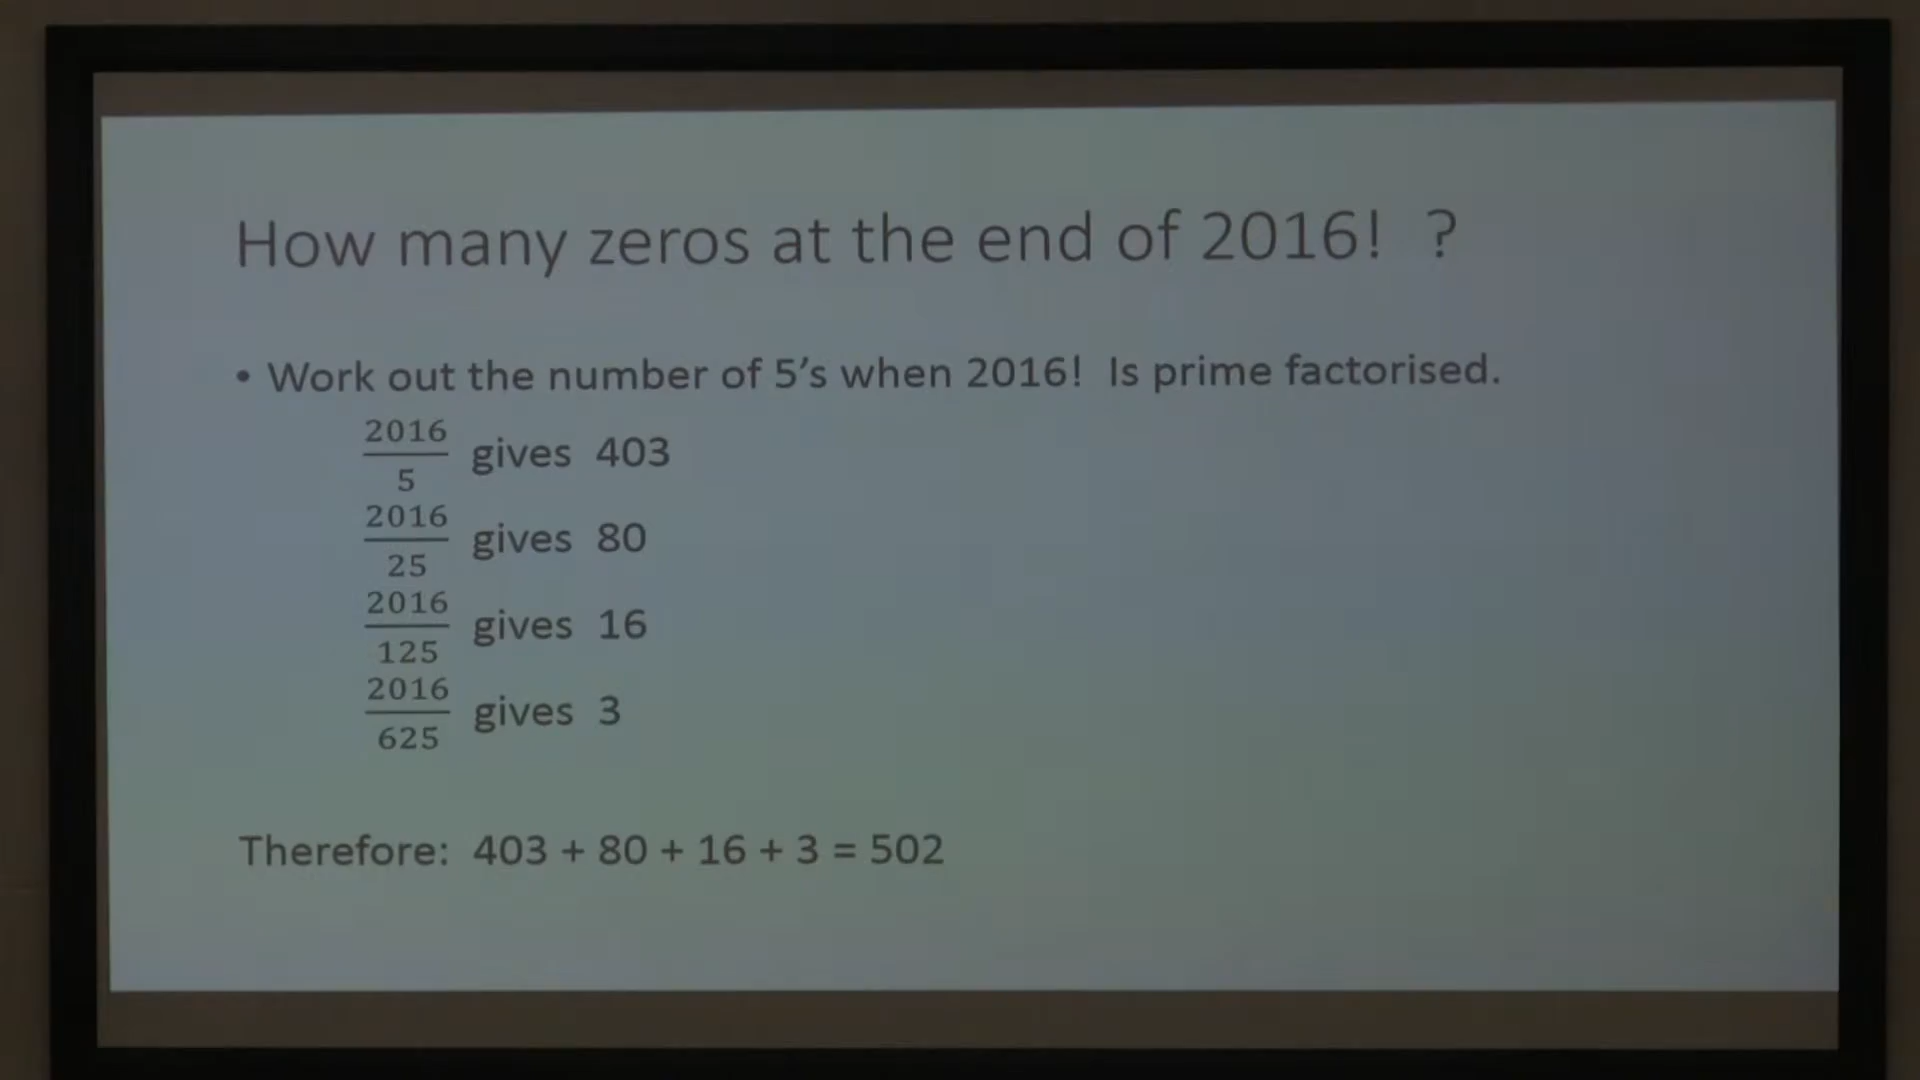 How many zeros at the end of 2016! ?
• Work out the number of 5's when 2016! Is prime factorised.
2016/5 gives 403
2016/25 gives 80
2016/125 gives 16
2016/625 gives 3
Therefore: 403 + 80 + 16 + 3 = 502